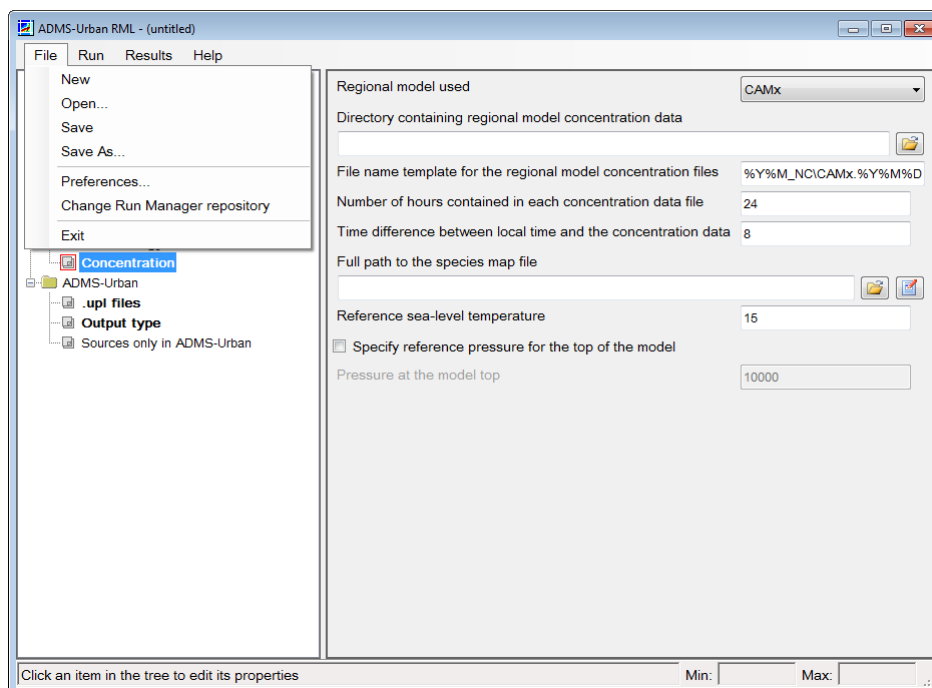 ADMS-Urban RML - (untitled)
File Run Results Help
New
Open...
Save
Save As...
Preferences...
Change Run Manager repository
Exit
Concentration
ADMS-Urban
.upl files
Output type
Sources only in ADMS-Urban
Regional model used
CAMx
Directory containing regional model concentration data
File name template for the regional model concentration files
%Y%M_NC\CAMx.%Y%M%D
Number of hours contained in each concentration data file
24
Time difference between local time and the concentration data
8
Full path to the species map file
Reference sea-level temperature
15
Specify reference pressure for the top of the model
Pressure at the model top
10000
Click an item in the tree to edit its properties
Min:
Max: